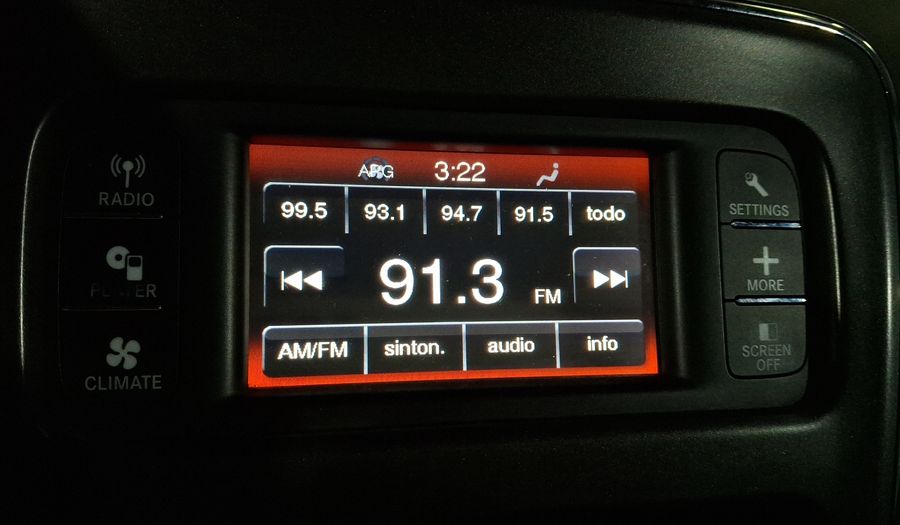 RADIO
PLAYER
CLIMATE
3:22
99.5 93.1 94.7 91.5 todo
91.3 FM
AM/FM sinton. audio info
SETTINGS
MORE
SCREEN
OFF